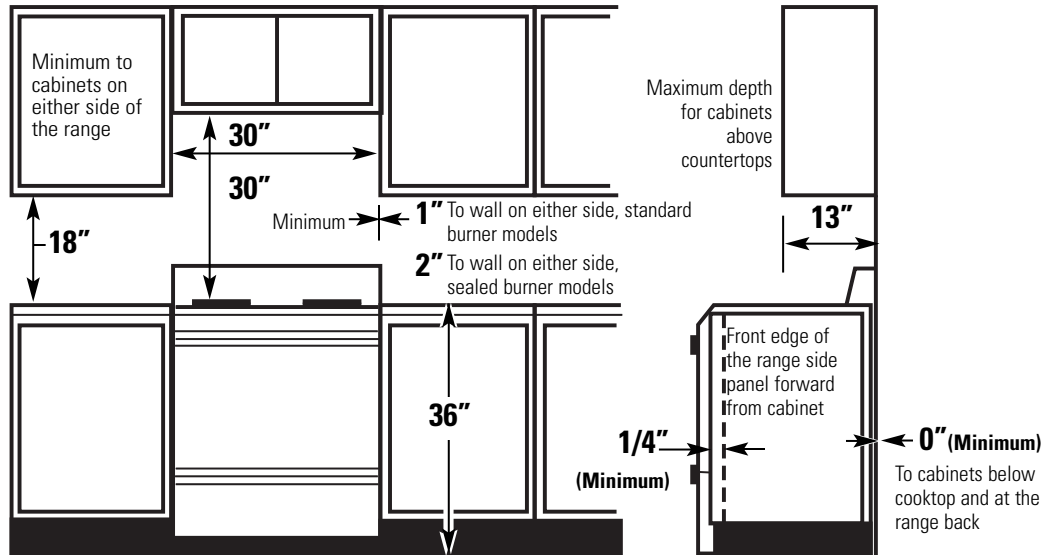 Minimum to
cabinets on
either side of
the range
30″
30″
18″
Minimum
1″ To wall on either side, standard
burner models
2″ To wall on either side,
sealed burner models
36″
Maximum depth
for cabinets
above
countertops
13″
Front edge of
the range side
panel forward
from cabinet
1/4″
(Minimum)
0″ (Minimum)
To cabinets below
cooktop and at the
range back